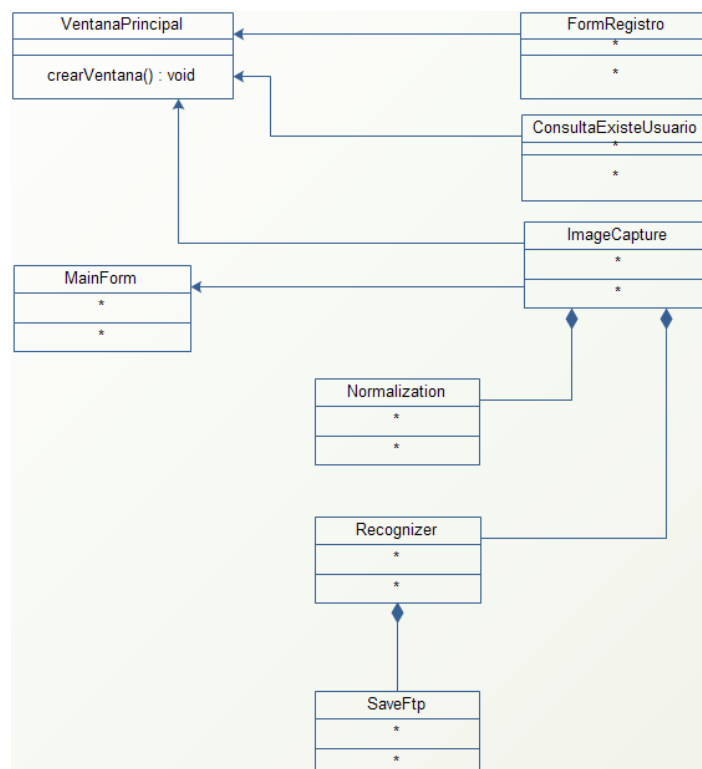 VentanaPrincipal
crearVentana() : void
FormRegistro
*
*
ConsultaExisteUsuario
*
*
ImageCapture
*
*
MainForm
*
*
Normalization
*
*
Recognizer
*
*
SaveFtp
*
*